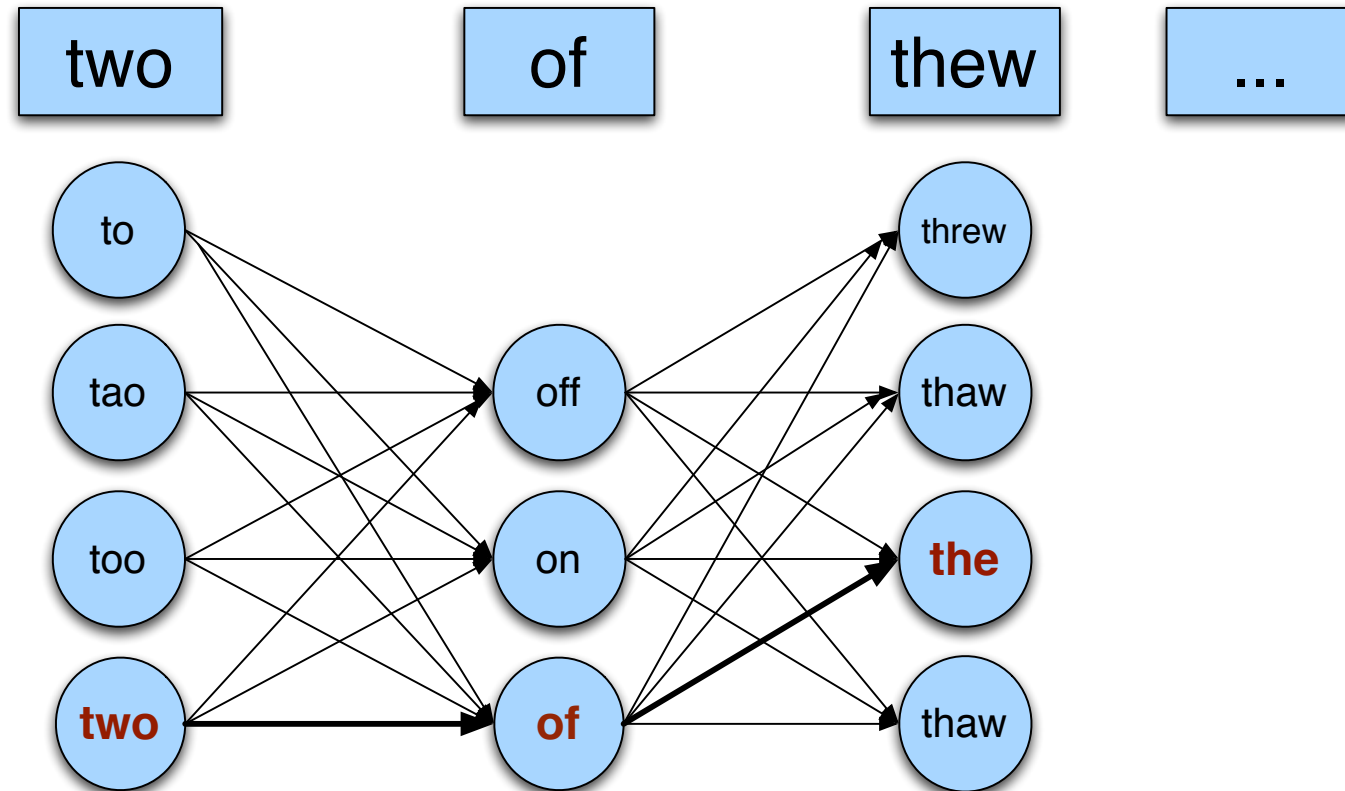 two of thew ...
to threw
tao off thaw
too on the
two of thaw